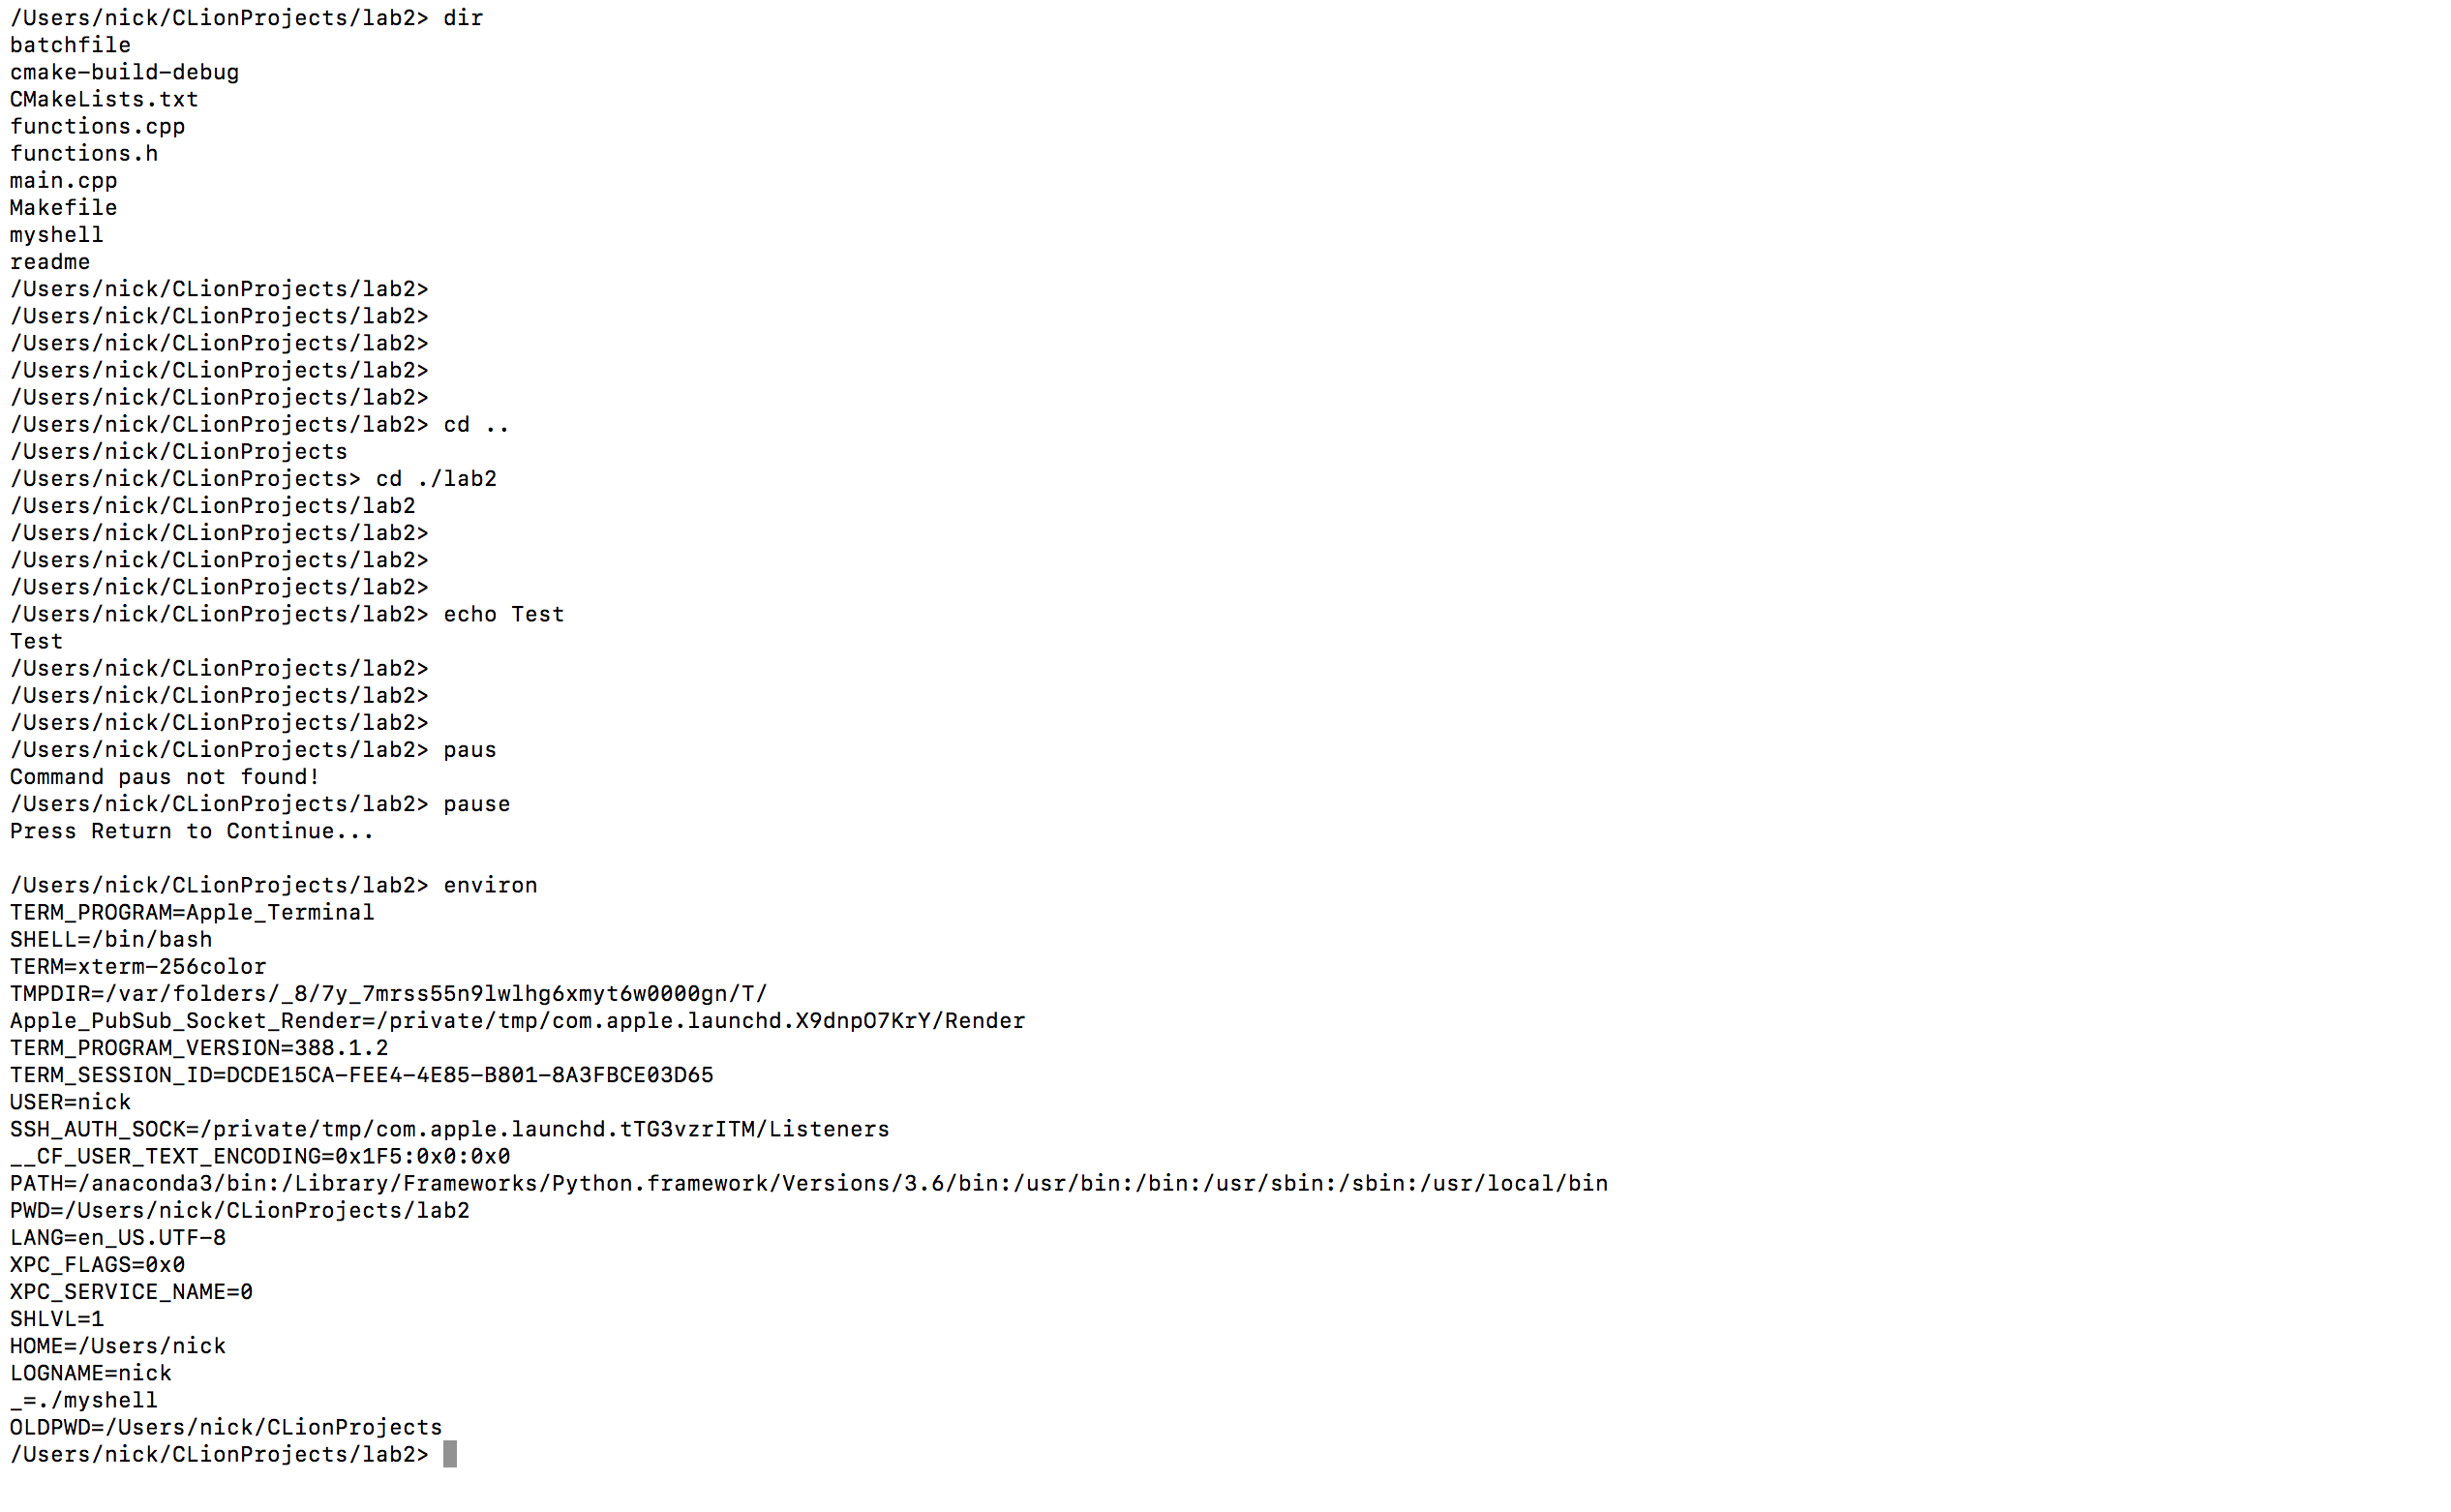 /Users/nick/CLionProjects/lab2> dir
batchfile
cmake-build-debug
CMakeLists.txt
functions.cpp
functions.h
main.cpp
Makefile
myshell
readme
/Users/nick/CLionProjects/lab2>
/Users/nick/CLionProjects/lab2>
/Users/nick/CLionProjects/lab2>
/Users/nick/CLionProjects/lab2>
/Users/nick/CLionProjects/lab2>
/Users/nick/CLionProjects/lab2> cd ..
/Users/nick/CLionProjects
/Users/nick/CLionProjects> cd ./lab2
/Users/nick/CLionProjects/lab2
/Users/nick/CLionProjects/lab2>
/Users/nick/CLionProjects/lab2>
/Users/nick/CLionProjects/lab2>
/Users/nick/CLionProjects/lab2> echo Test
Test
/Users/nick/CLionProjects/lab2>
/Users/nick/CLionProjects/lab2>
/Users/nick/CLionProjects/lab2>
/Users/nick/CLionProjects/lab2> paus
Command paus not found!
/Users/nick/CLionProjects/lab2> pause
Press Return to Continue...

/Users/nick/CLionProjects/lab2> environ
TERM_PROGRAM=Apple_Terminal
SHELL=/bin/bash
TERM=xterm-256color
TMPDIR=/var/folders/_8/7y_7mrss55n9lwlhg6xmyt6w0000gn/T/
Apple_PubSub_Socket_Render=/private/tmp/com.apple.launchd.X9dnpO7KrY/Render
TERM_PROGRAM_VERSION=388.1.2
TERM_SESSION_ID=DCDE15CA-FEE4-4E85-B801-8A3FBCE03D65
USER=nick
SSH_AUTH_SOCK=/private/tmp/com.apple.launchd.tTG3vzrITM/Listeners
__CF_USER_TEXT_ENCODING=0x1F5:0x0:0x0
PATH=/anaconda3/bin:/Library/Frameworks/Python.framework/Versions/3.6/bin:/usr/bin:/bin:/usr/sbin:/sbin:/usr/local/bin
PWD=/Users/nick/CLionProjects/lab2
LANG=en_US.UTF-8
XPC_FLAGS=0x0
XPC_SERVICE_NAME=0
SHLVL=1
HOME=/Users/nick
LOGNAME=nick
_=./myshell
OLDPWD=/Users/nick/CLionProjects
/Users/nick/CLionProjects/lab2>